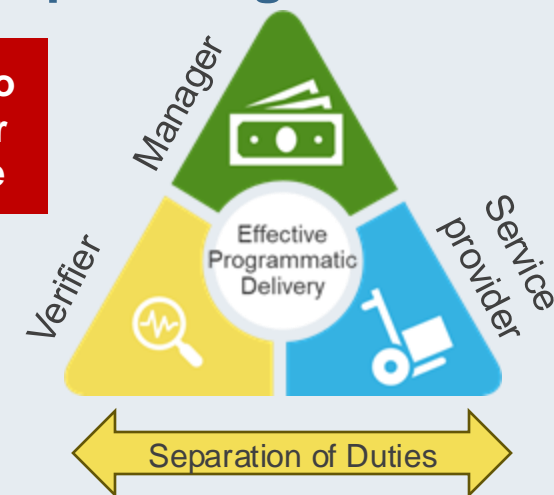 Manager
Verifier
Service
provider
Effective
Programmatic
Delivery
Separation of Duties